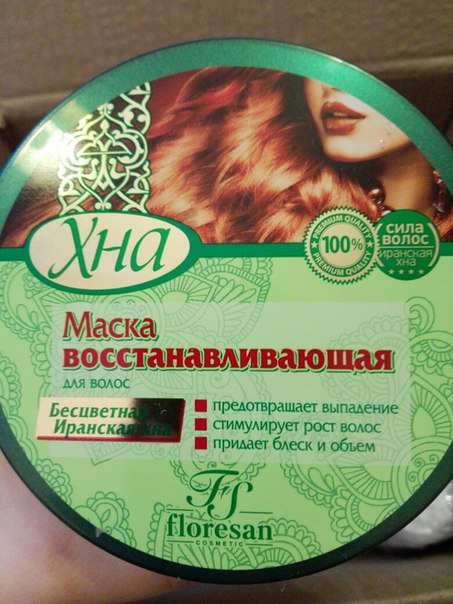 Хна
PREMIUM QUALITY
100%
PREMIUM QUALITY
сила
волос
иранская
хна
Маска
восстанавливающая
для волос
Бесцветная
Иранская хна
предотвращает выпадение
стимулирует рост волос
придает блеск и объем
FS
floresan
COSMETIC